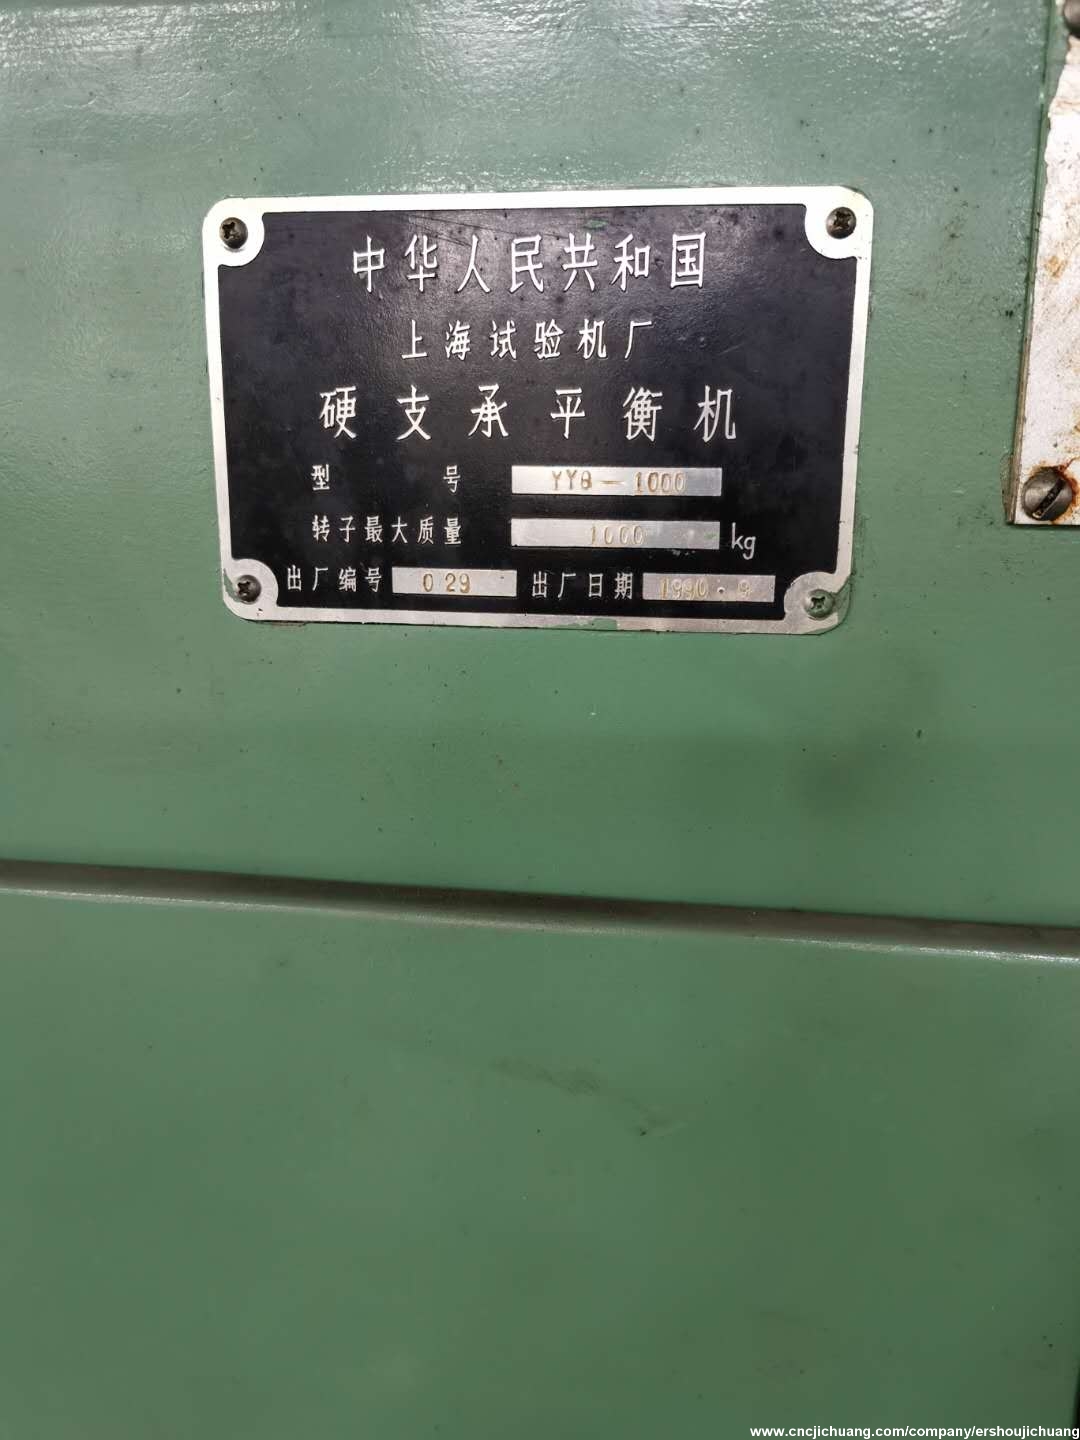 中华人民共和国
上海试验机厂
硬支承平衡机
型号 YYB-1000
转子最大质量 1000 kg
出厂编号 029 出厂日期 1990.9
www.cncjichuang.com/company/ershoujichuang